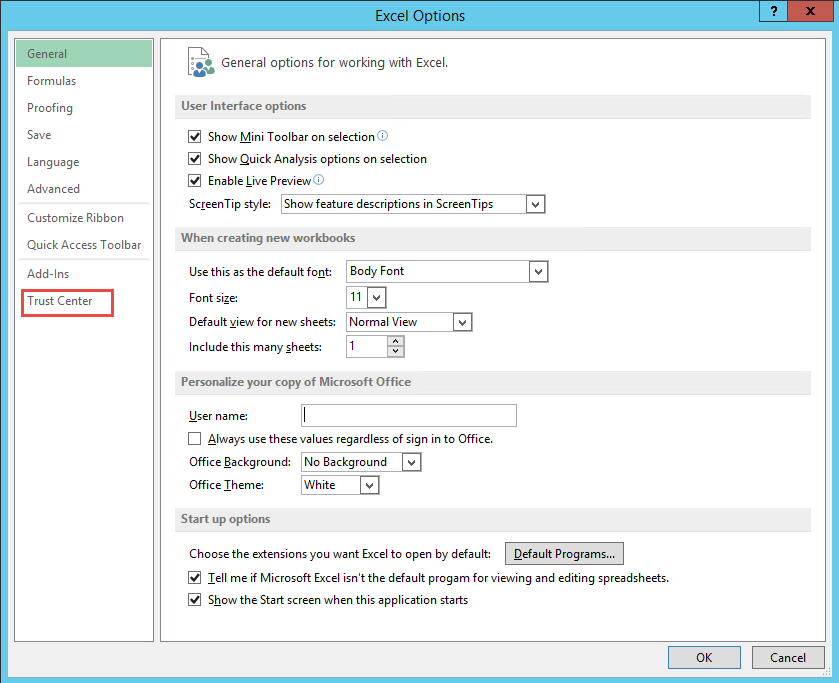 Excel Options
?
x
General
Formulas
Proofing
Save
Language
Advanced
Customize Ribbon
Quick Access Toolbar
Add-Ins
Trust Center
General options for working with Excel.
User Interface options
Show Mini Toolbar on selection
Show Quick Analysis options on selection
Enable Live Preview
ScreenTip style: Show feature descriptions in ScreenTips
When creating new workbooks
Use this as the default font: Body Font
Font size: 11
Default view for new sheets: Normal View
Include this many sheets: 1
Personalize your copy of Microsoft Office
User name:
Always use these values regardless of sign in to Office.
Office Background: No Background
Office Theme: White
Start up options
Choose the extensions you want Excel to open by default: Default Programs...
Tell me if Microsoft Excel isn't the default progam for viewing and editing spreadsheets.
Show the Start screen when this application starts
OK
Cancel